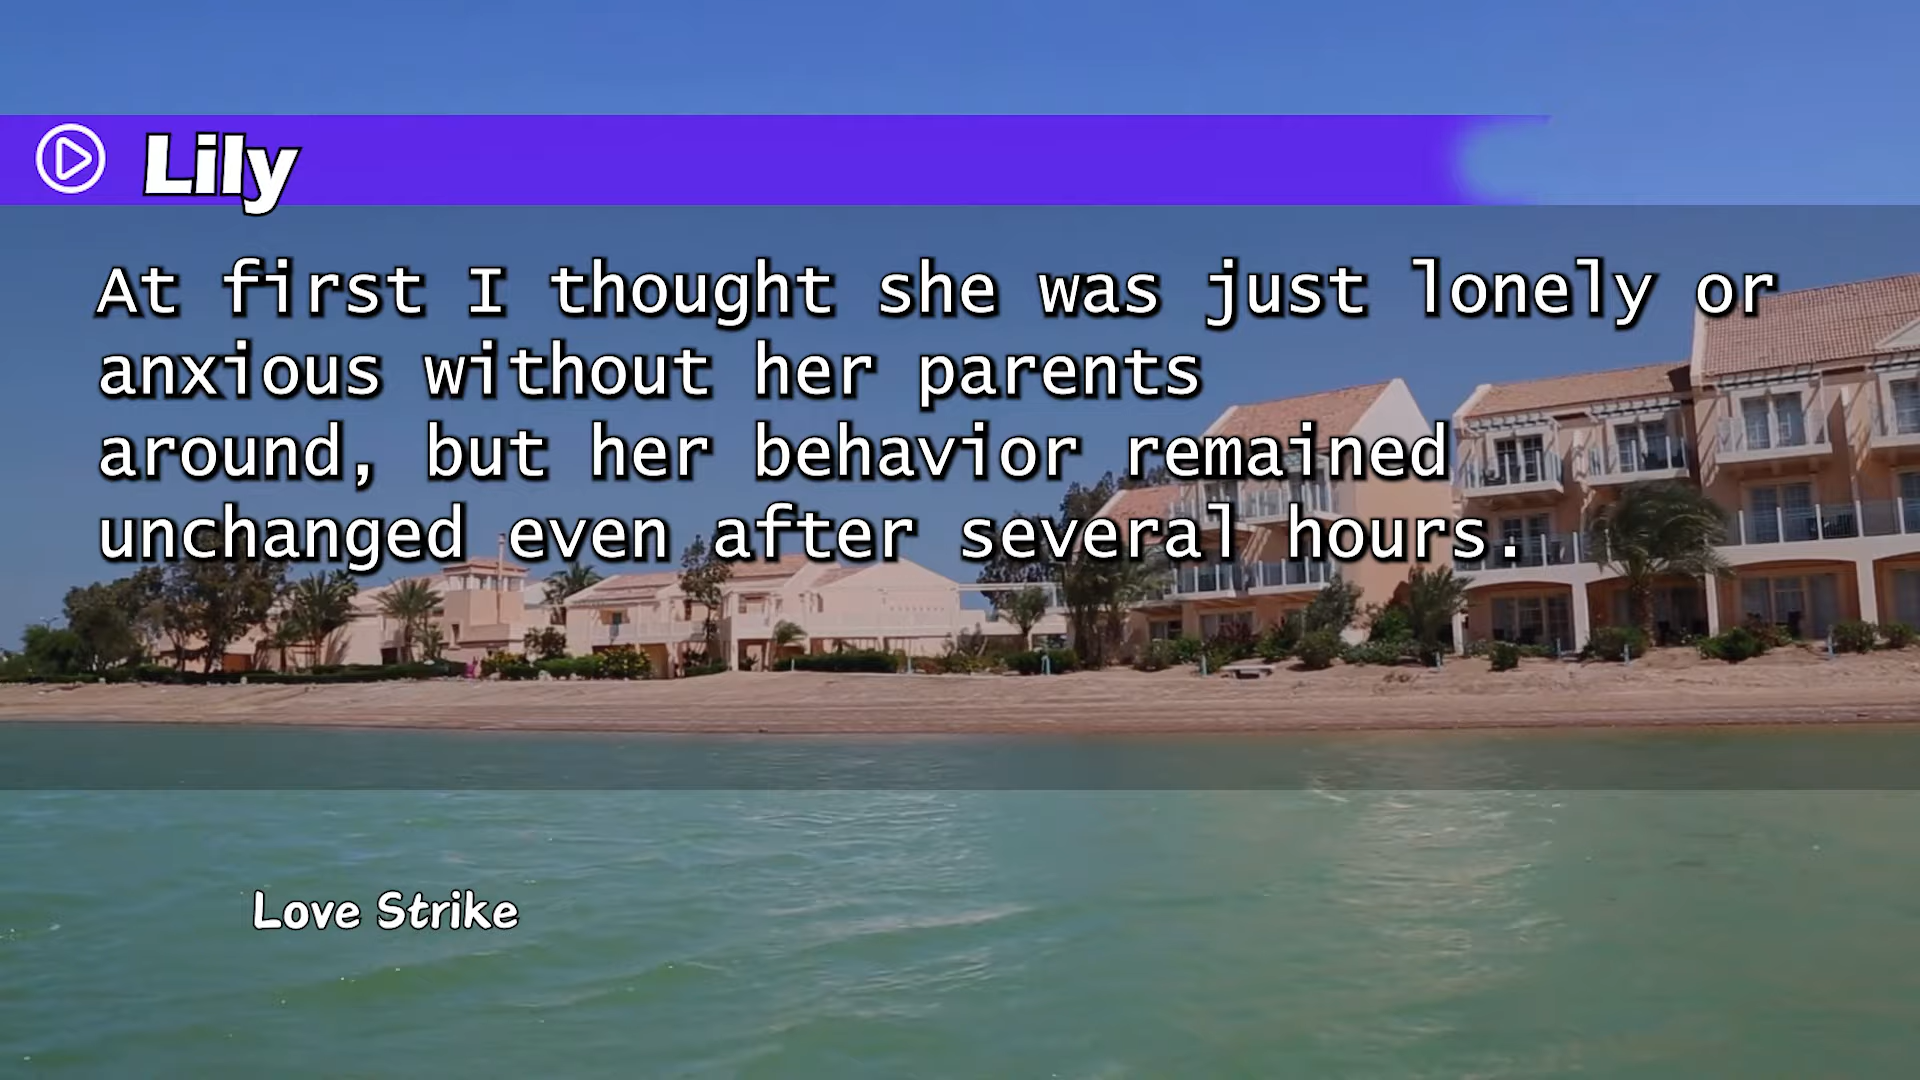 Lily
At first I thought she was just lonely or
anxious without her parents
around, but her behavior remained
unchanged even after several hours.
Love Strike